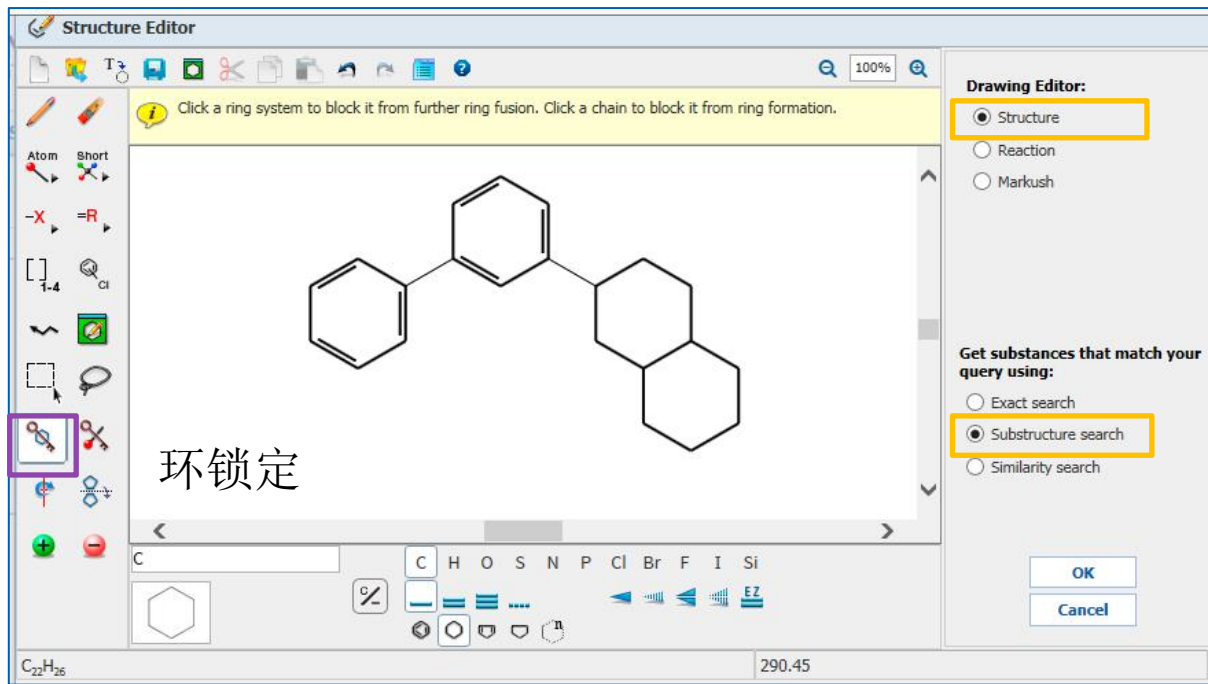 Structure Editor
100%
Click a ring system to block it from further ring fusion. Click a chain to block it from ring formation.
Drawing Editor:
Structure
Reaction
Markush
Atom
Short
-X
=R
1-4
Cl
环锁定
Get substances that match your
query using:
Exact search
Substructure search
Similarity search
C
C H O S N P Cl Br F I Si
EZ
n
OK
Cancel
C₂₂H₂₆
290.45